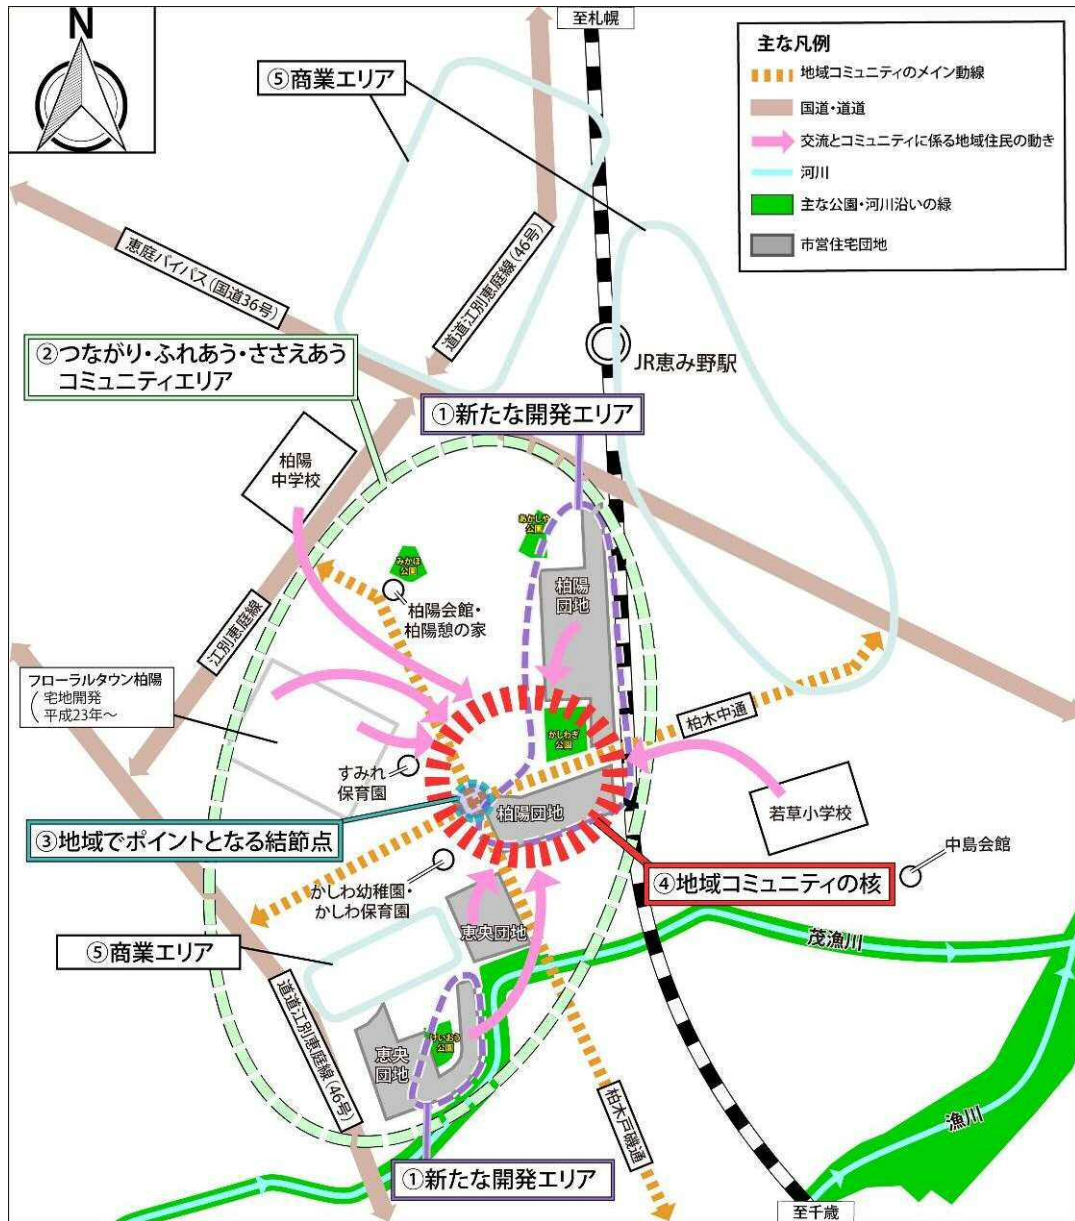 N
至札幌
⑤商業エリア
主な凡例
地域コミュニティのメイン動線
国道・道道
交流とコミュニティに係る地域住民の動き
河川
主な公園・河川沿いの緑
市営住宅団地
恵庭バイパス(国道36号)
道道江別恵庭線(46号)
JR恵み野駅
②つながり・ふれあう・ささえあう
コミュニティエリア
①新たな開発エリア
柏陽
中学校
あかしや
公園
みかほ
公園
柏陽
団地
柏陽会館・
柏陽憩の家
江別恵庭線
フローラルタウン柏陽
宅地開発
平成23年~
柏木中通
かしわぎ
公園
すみれ
保育園
柏陽団地
若草小学校
③地域でポイントとなる結節点
中島会館
④地域コミュニティの核
かしわ幼稚園・
かしわ保育園
恵央団地
茂漁川
⑤商業エリア
道道江別恵庭線(46号)
けいおう
公園
恵央
団地
柏木戸磯通
漁川
①新たな開発エリア
至千歳